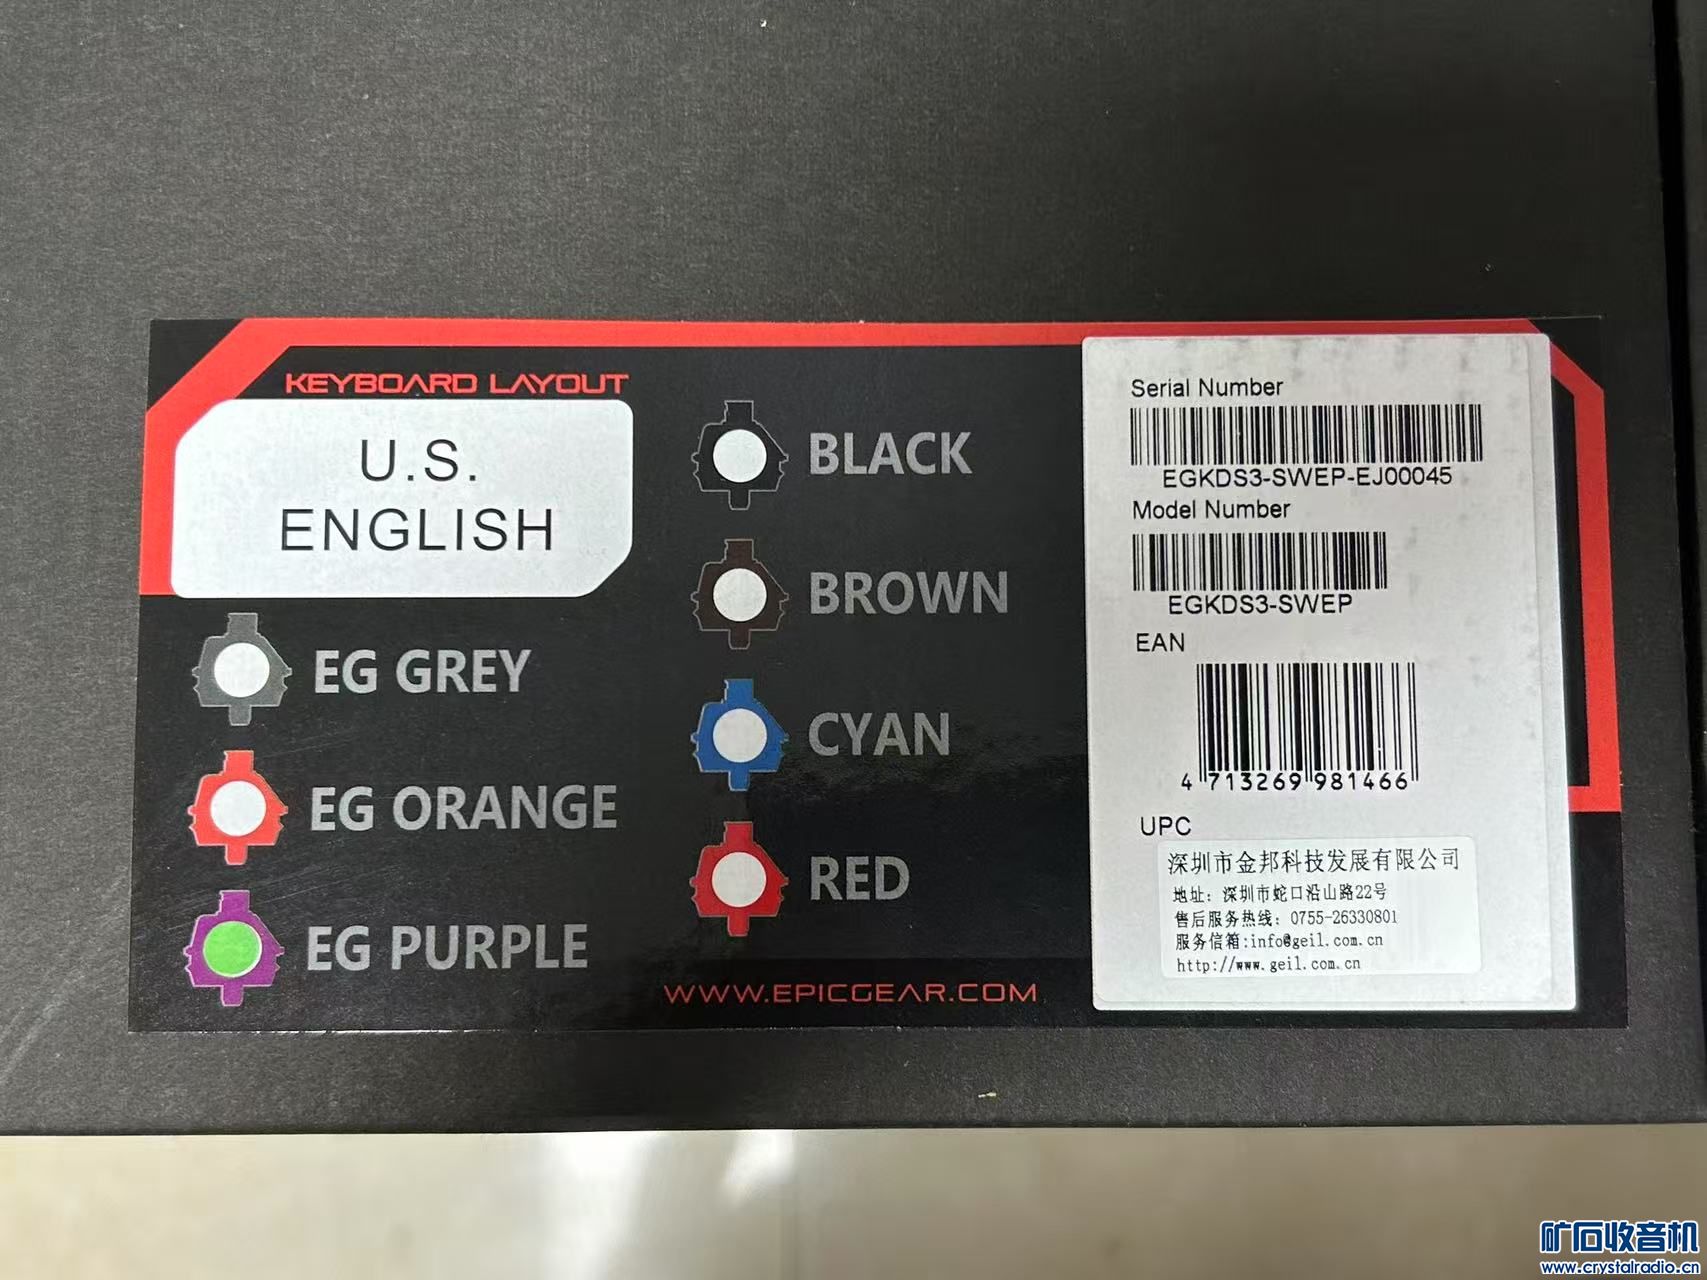 KEYBOARD LAYOUT
U.S.
ENGLISH
EG GREY
EG ORANGE
EG PURPLE
BLACK
BROWN
CYAN
RED
WWW.EPICGEAR.COM
Serial Number
EGKDS3-SWEP-EJ00045
Model Number
EGKDS3-SWEP
EAN
4 713269 981466
UPC
深圳市金邦科技发展有限公司
地址: 深圳市蛇口沿山路22号
售后服务热线: 0755-26330801
服务信箱:info@geil.com.cn
http://www.geil.com.cn
矿石收音机
www.crystalradio.cn